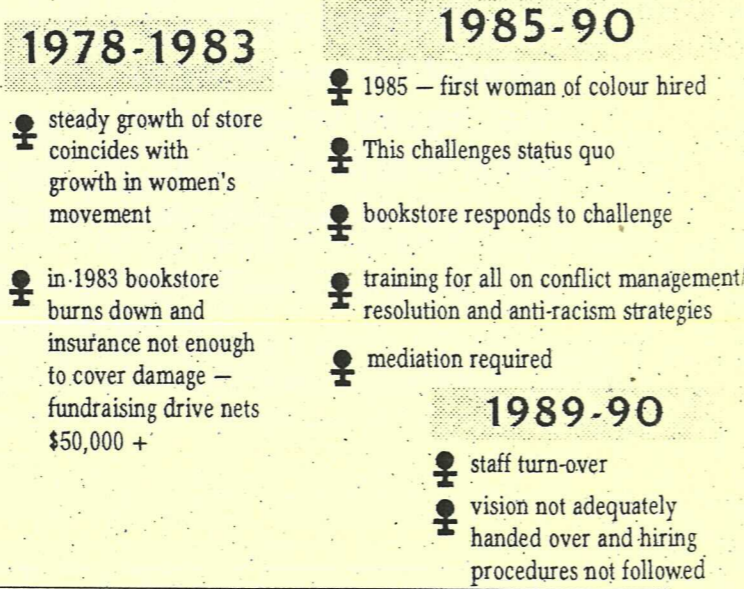 1978-1983
steady growth of store
coincides with
growth in women's
movement
in 1983 bookstore
burns down and
insurance not enough
to cover damage —
fundraising drive nets
$50,000 +
1985-90
1985 — first woman of colour hired
This challenges status quo
bookstore responds to challenge
training for all on conflict management/
resolution and anti-racism strategies
mediation required
1989-90
staff turn-over
vision not adequately
handed over and hiring
procedures not followed